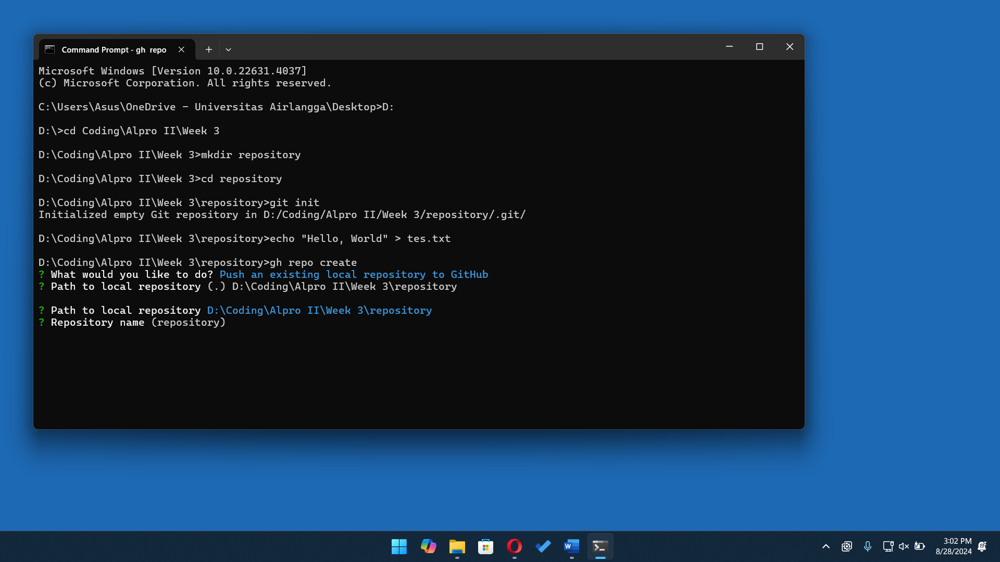 Command Prompt - gh  repo
Microsoft Windows [Version 10.0.22631.4037]
(c) Microsoft Corporation. All rights reserved.
C:\Users\Asus\OneDrive - Universitas Airlangga\Desktop>D:
D:\>cd Coding\Alpro II\Week 3
D:\Coding\Alpro II\Week 3>mkdir repository
D:\Coding\Alpro II\Week 3>cd repository
D:\Coding\Alpro II\Week 3\repository>git init
Initialized empty Git repository in D:/Coding/Alpro II/Week 3/repository/.git/
D:\Coding\Alpro II\Week 3\repository>echo "Hello, World" > tes.txt
D:\Coding\Alpro II\Week 3\repository>gh repo create
? What would you like to do? Push an existing local repository to GitHub
? Path to local repository (.) D:\Coding\Alpro II\Week 3\repository
? Path to local repository D:\Coding\Alpro II\Week 3\repository
? Repository name (repository)
W
3:02 PM
8/28/2024